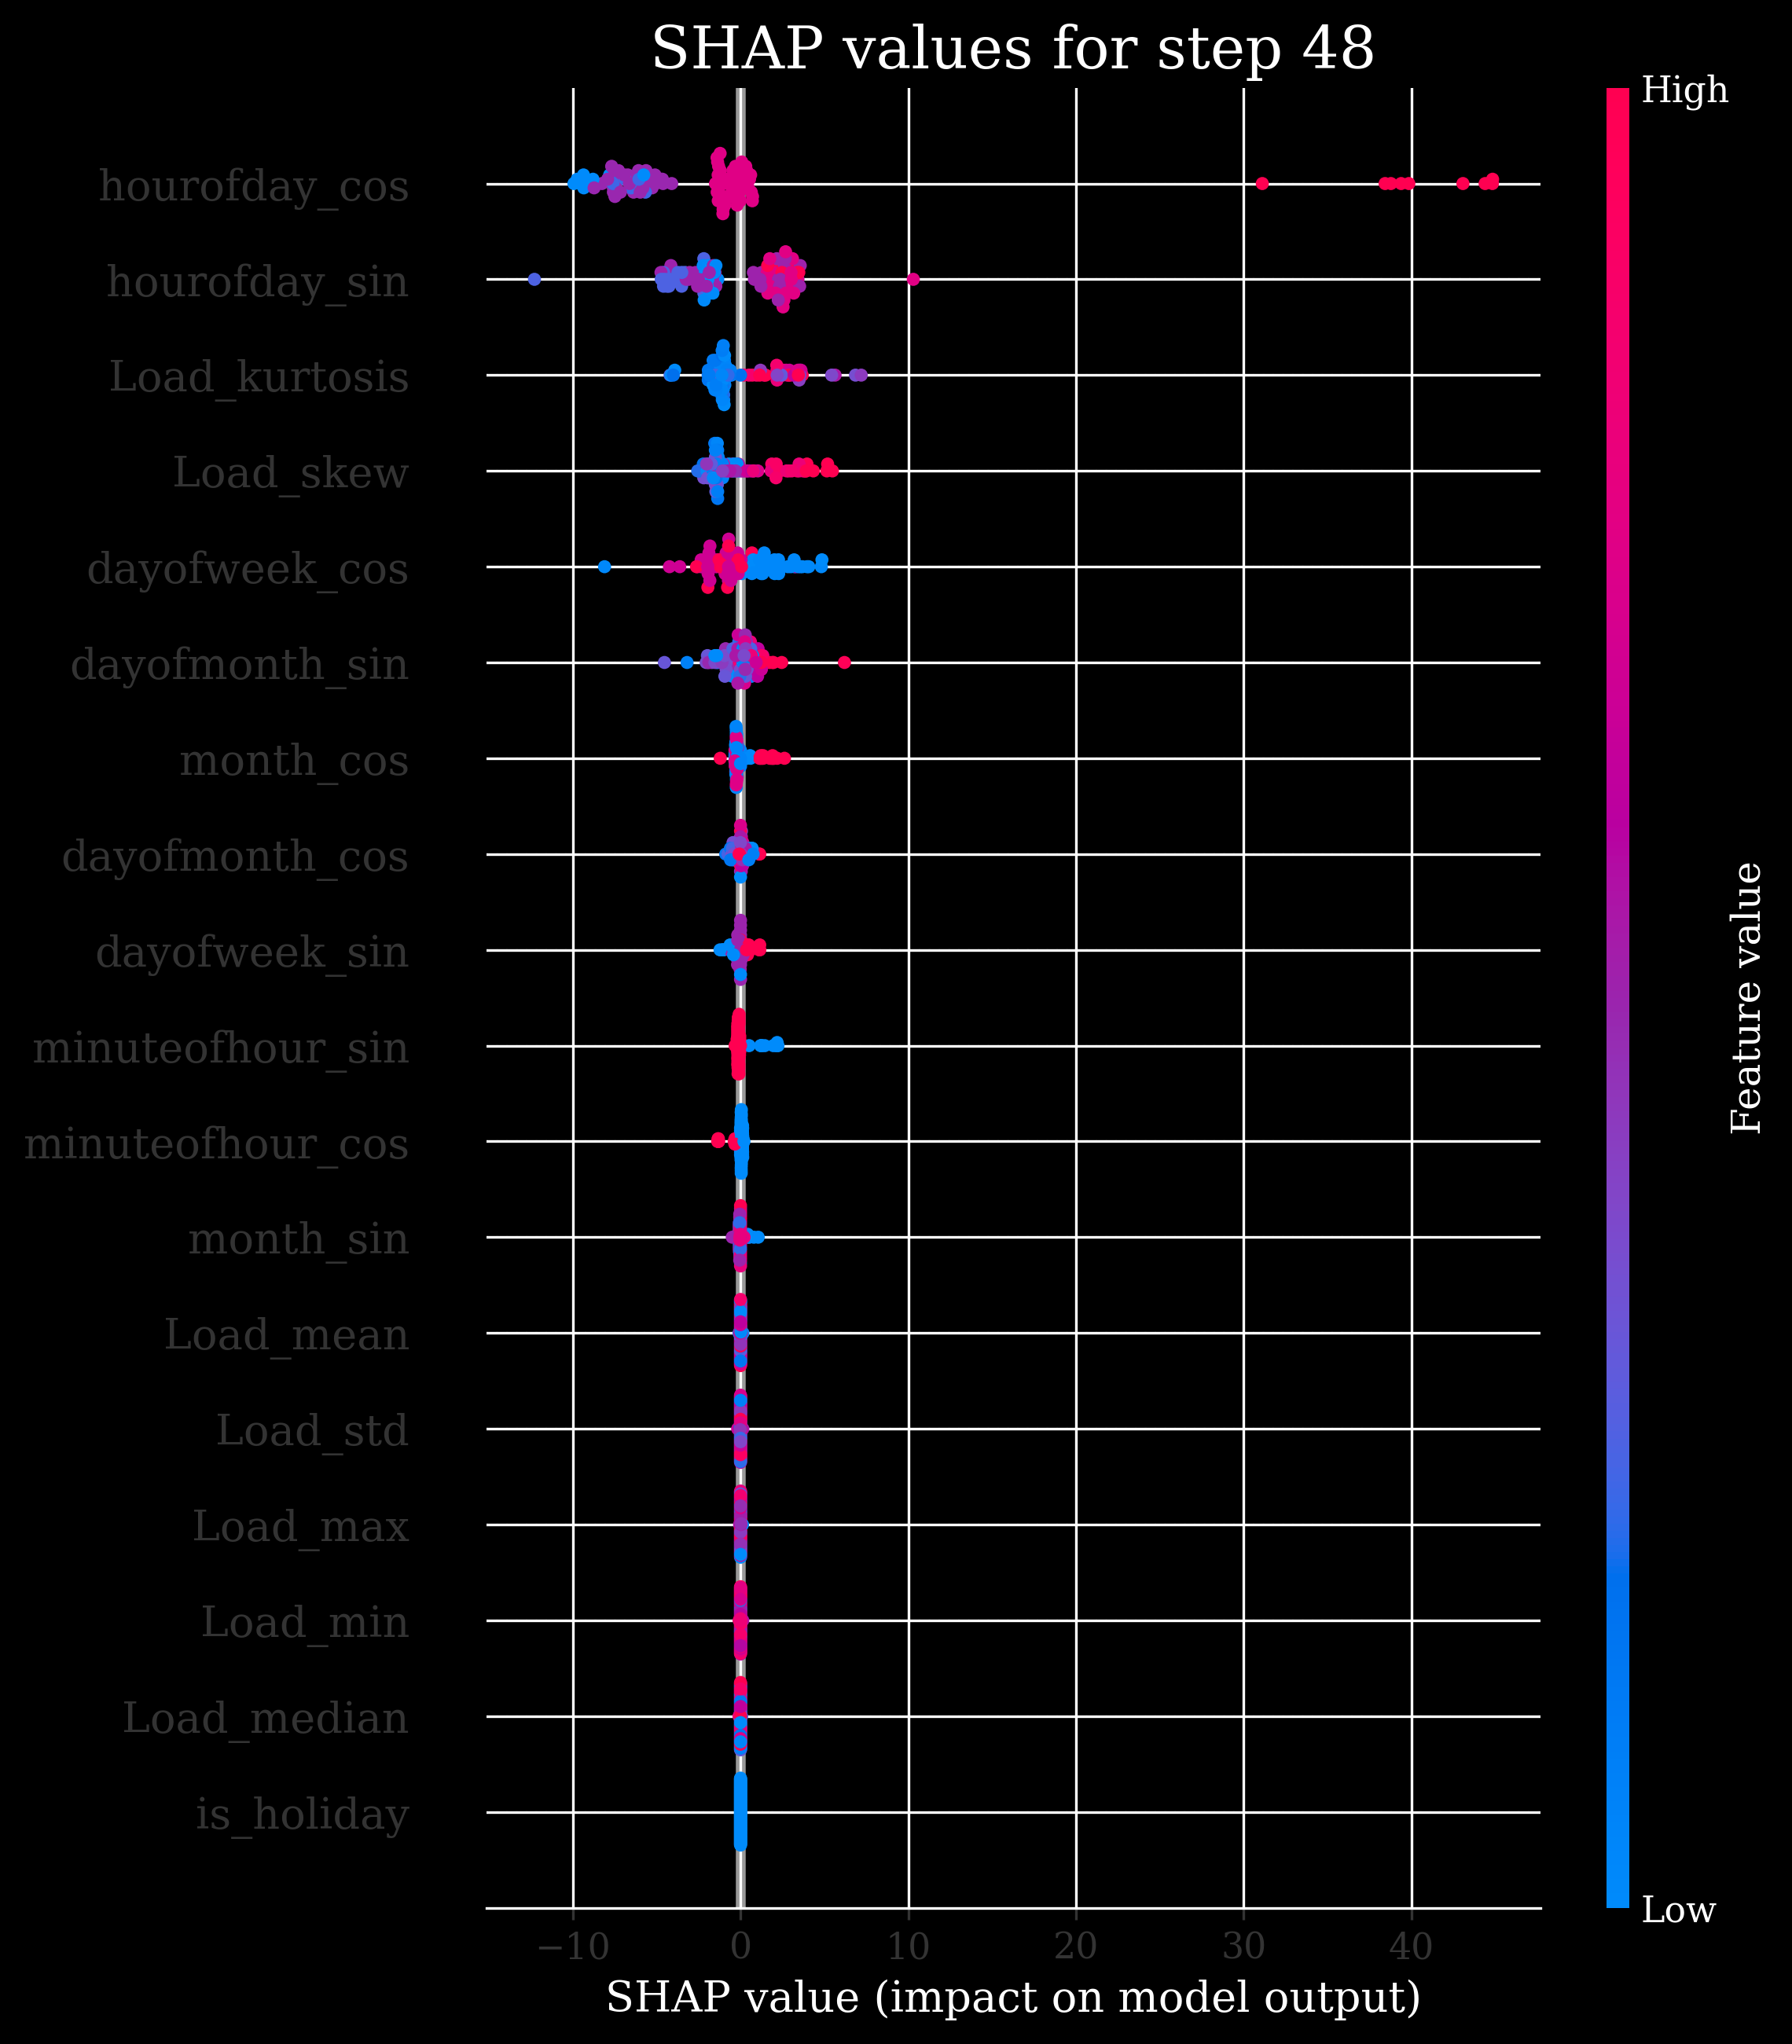 SHAP values for step 48
High
hourofday_cos
hourofday_sin
Load_kurtosis
Load_skew
dayofweek_cos
dayofmonth_sin
month_cos
dayofmonth_cos
dayofweek_sin
minuteofhour_sin
minuteofhour_cos
month_sin
Load_mean
Load_std
Load_max
Load_min
Load_median
is_holiday
Feature value
Low
−10 0 10 20 30 40
SHAP value (impact on model output)